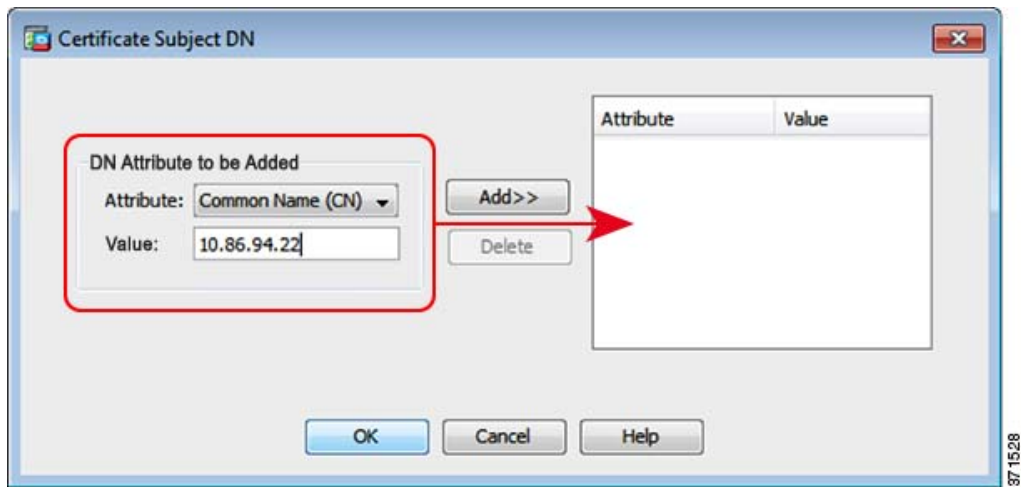 Certificate Subject DN
DN Attribute to be Added
Attribute: Common Name (CN)
Value: 10.86.94.22
Add>>
Delete
Attribute Value
OK Cancel Help
371528